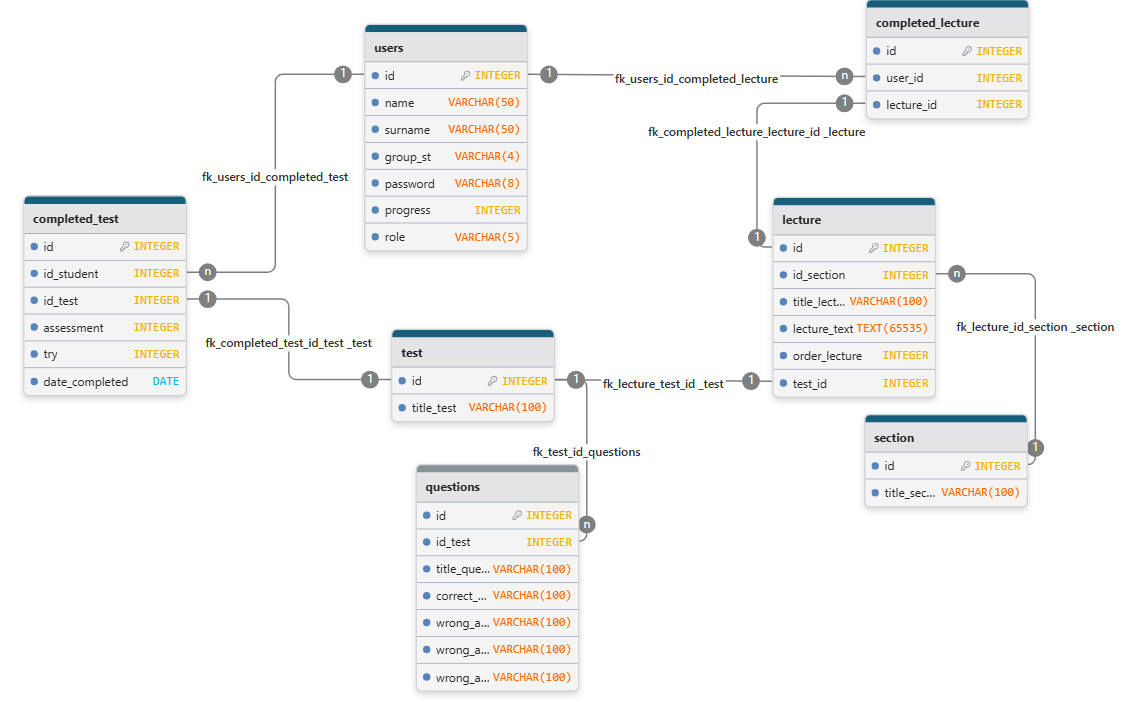 users
id INTEGER
name VARCHAR(50)
surname VARCHAR(50)
group_st VARCHAR(4)
password VARCHAR(8)
progress INTEGER
role VARCHAR(5)
completed_lecture
id INTEGER
user_id INTEGER
lecture_id INTEGER
1
1
fk_users_id_completed_lecture
n
1
fk_completed_lecture_lecture_id _lecture
1
fk_users_id_completed_test
completed_test
id INTEGER
id_student INTEGER
id_test INTEGER
assessment INTEGER
try INTEGER
date_completed DATE
n
1
fk_completed_test_id_test _test
1
test
id INTEGER
title_test VARCHAR(100)
1
fk_lecture_test_id _test
1
lecture
id INTEGER
id_section INTEGER
title_lect... VARCHAR(100)
lecture_text TEXT(65535)
order_lecture INTEGER
test_id INTEGER
n
fk_lecture_id_section _section
1
section
id INTEGER
title_sec... VARCHAR(100)
fk_test_id_questions
n
questions
id INTEGER
id_test INTEGER
title_que... VARCHAR(100)
correct_... VARCHAR(100)
wrong_a... VARCHAR(100)
wrong_a... VARCHAR(100)
wrong_a... VARCHAR(100)